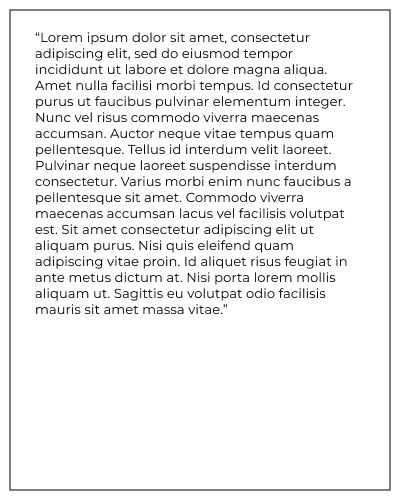 “Lorem ipsum dolor sit amet, consectetur
adipiscing elit, sed do eiusmod tempor
incididunt ut labore et dolore magna aliqua.
Amet nulla facilisi morbi tempus. Id consectetur
purus ut faucibus pulvinar elementum integer.
Nunc vel risus commodo viverra maecenas
accumsan. Auctor neque vitae tempus quam
pellentesque. Tellus id interdum velit laoreet.
Pulvinar neque laoreet suspendisse interdum
consectetur. Varius morbi enim nunc faucibus a
pellentesque sit amet. Commodo viverra
maecenas accumsan lacus vel facilisis volutpat
est. Sit amet consectetur adipiscing elit ut
aliquam purus. Nisi quis eleifend quam
adipiscing vitae proin. Id aliquet risus feugiat in
ante metus dictum at. Nisi porta lorem mollis
aliquam ut. Sagittis eu volutpat odio facilisis
mauris sit amet massa vitae.”